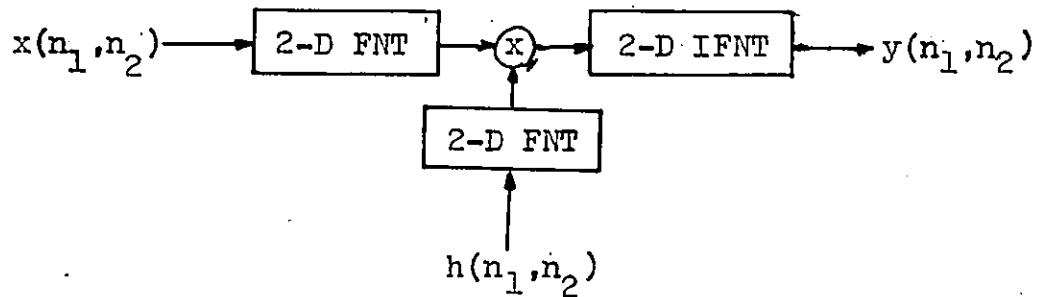 x(n₁,n₂) 2-D FNT x 2-D IFNT y(n₁,n₂)
2-D FNT
h(n₁,n₂)